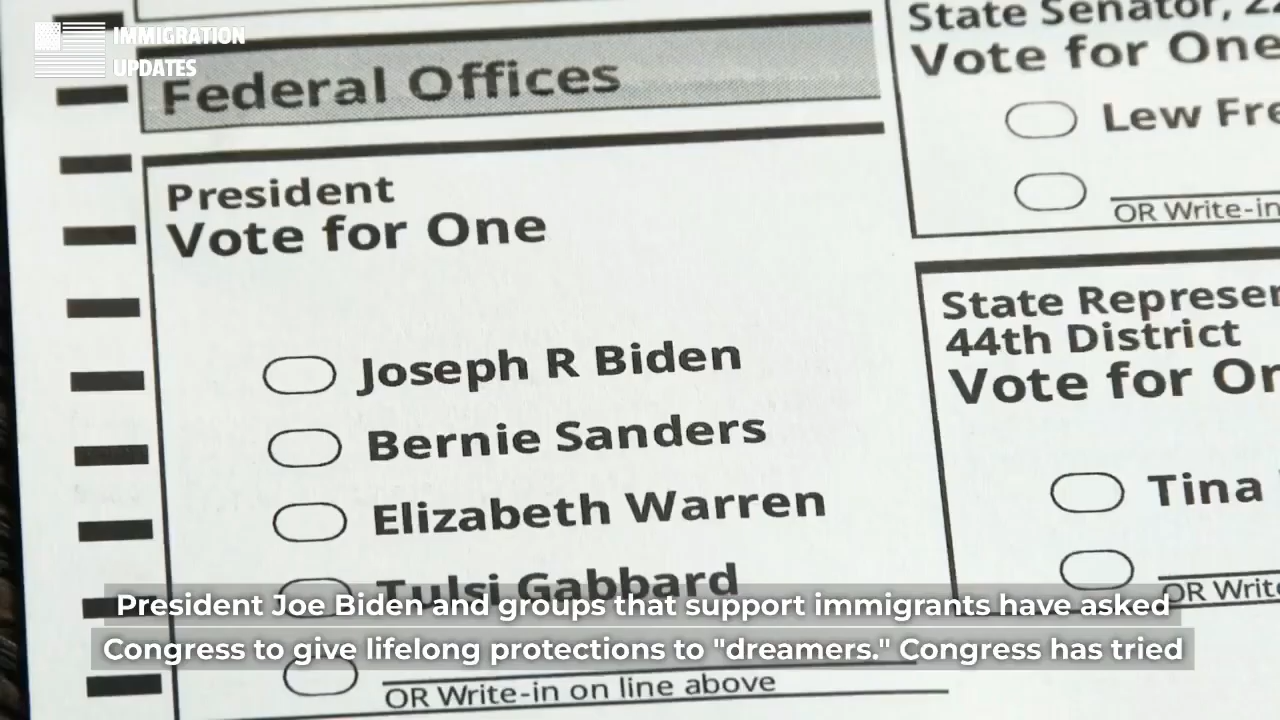 IMMIGRATION
UPDATES
Federal Offices
President
Vote for One
Joseph R Biden
Bernie Sanders
Elizabeth Warren
Tulsi Gabbard
OR Write-in on line above
State Senator,
Vote for One
Lew
OR Write-in
State
44th District
Vote for
Tina
OR
President Joe Biden and groups that support immigrants have asked
Congress to give lifelong protections to "dreamers." Congress has tried